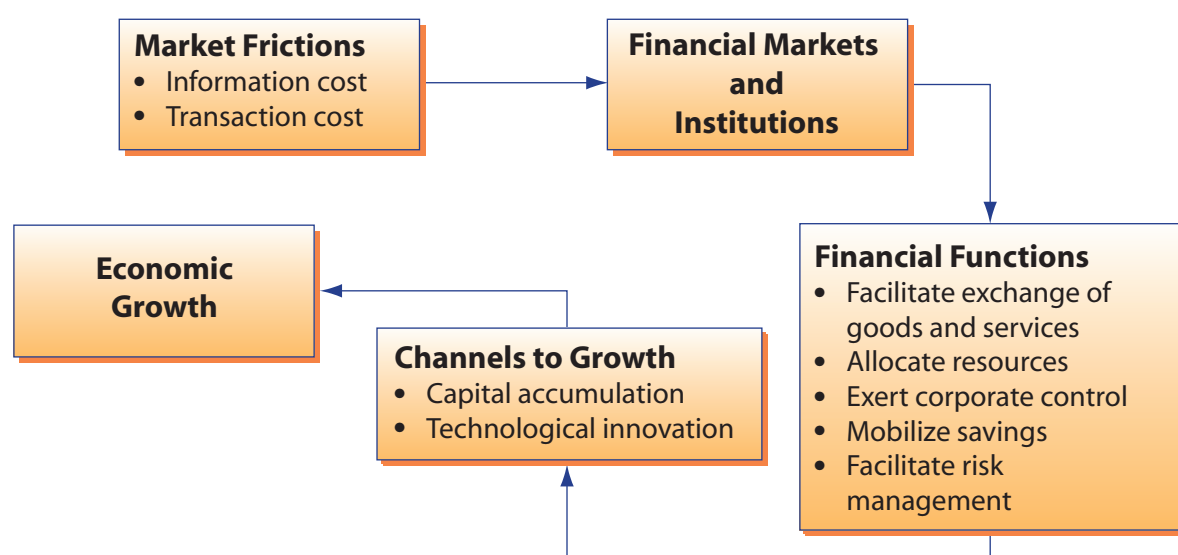 Market Frictions
• Information cost
• Transaction cost
Financial Markets
and
Institutions
Financial Functions
• Facilitate exchange of
goods and services
• Allocate resources
• Exert corporate control
• Mobilize savings
• Facilitate risk
management
Channels to Growth
• Capital accumulation
• Technological innovation
Economic
Growth